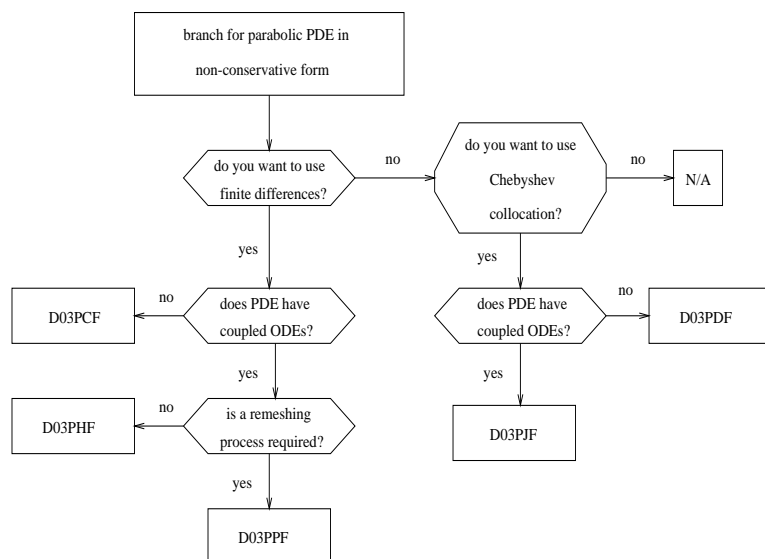 branch for parabolic PDE in
non-conservative form
do you want to use
finite differences?
no
do you want to use
Chebyshev
collocation?
no
N/A
yes
yes
D03PCF
no
does PDE have
coupled ODEs?
does PDE have
coupled ODEs?
no
D03PDF
yes
yes
D03PHF
no
is a remeshing
process required?
D03PJF
yes
D03PPF